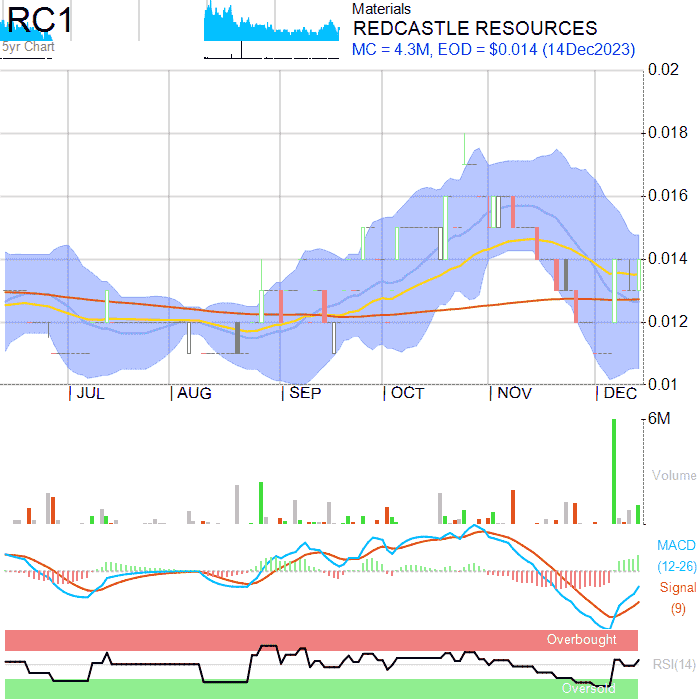 RC1
5yr Chart
Materials
REDCASTLE RESOURCES
MC = 4.3M, EOD = $0.014 (14Dec2023)
0.02
0.018
0.016
0.014
0.012
0.01
JUL AUG SEP OCT NOV DEC
6M
Volume
MACD
(12-26)
Signal
(9)
Overbought
RSI(14)
Oversold